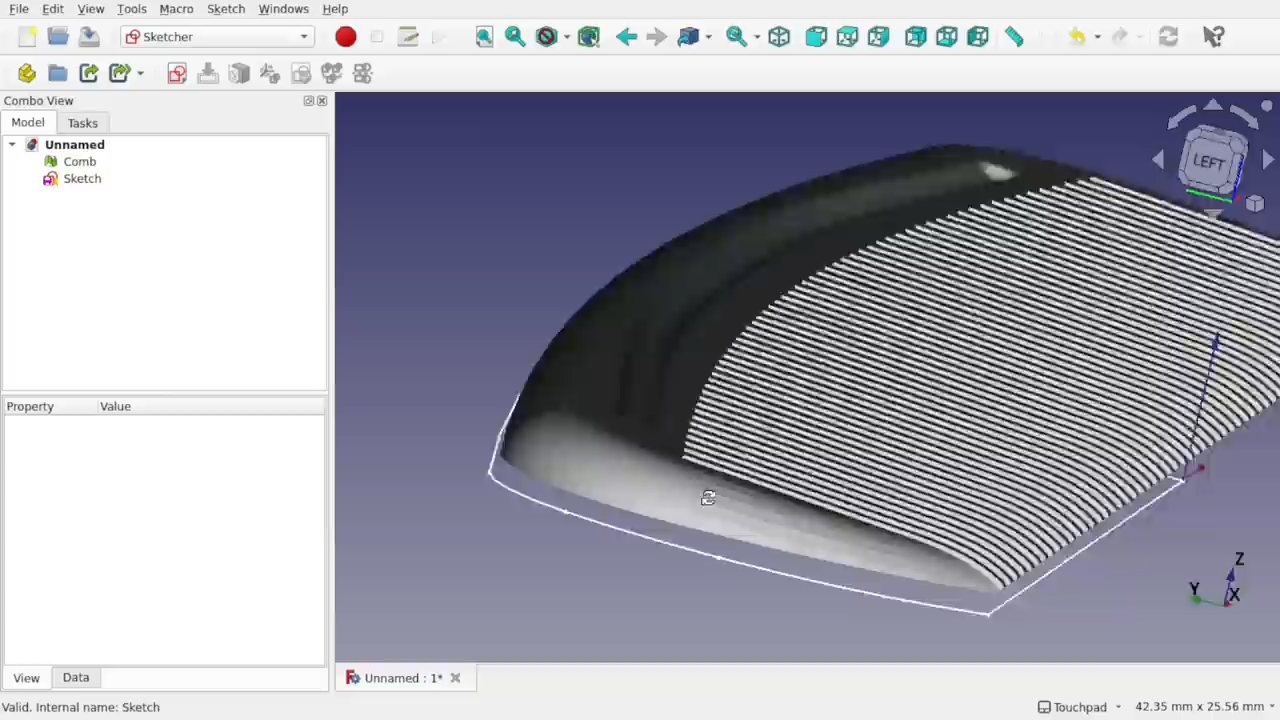 File Edit View Tools Macro Sketch Windows Help
Sketcher
Combo View
Model Tasks
Unnamed
Comb
Sketch
Property Value
LEFT
Z
Y
X
View Data
Unnamed : 1*
Valid. Internal name: Sketch
Touchpad
42.35 mm x 25.56 mm